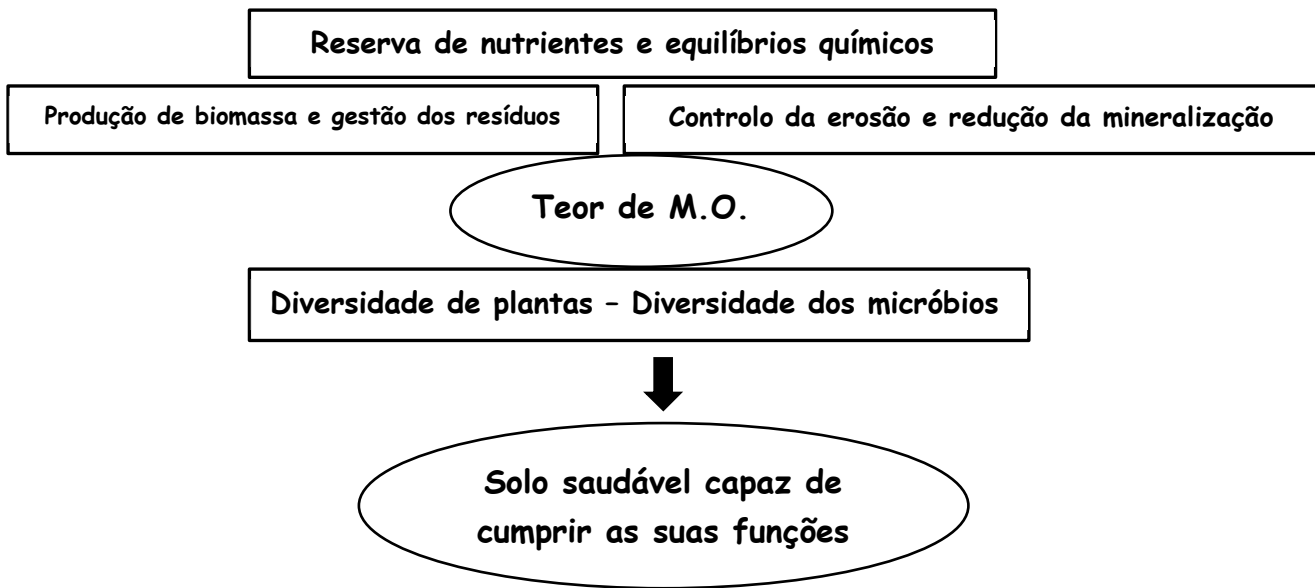 Reserva de nutrientes e equilíbrios químicos
Produção de biomassa e gestão dos resíduos
Controlo da erosão e redução da mineralização
Teor de M.O.
Diversidade de plantas – Diversidade dos micróbios
Solo saudável capaz de
cumprir as suas funções